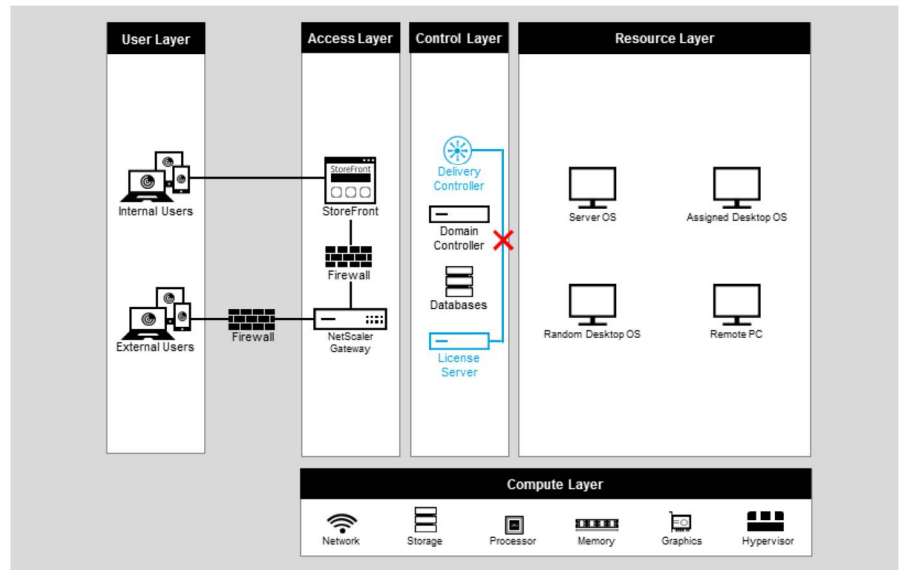 User Layer
Access Layer
Control Layer
Resource Layer
StoreFront
Internal Users
StoreFront
Delivery
Controller
Server OS
Assigned Desktop OS
Domain
Controller
Firewall
Databases
External Users
Firewall
NetScaler
Gateway
License
Server
Random Desktop OS
Remote PC
Compute Layer
Network
Storage
Processor
Memory
Graphics
Hypervisor